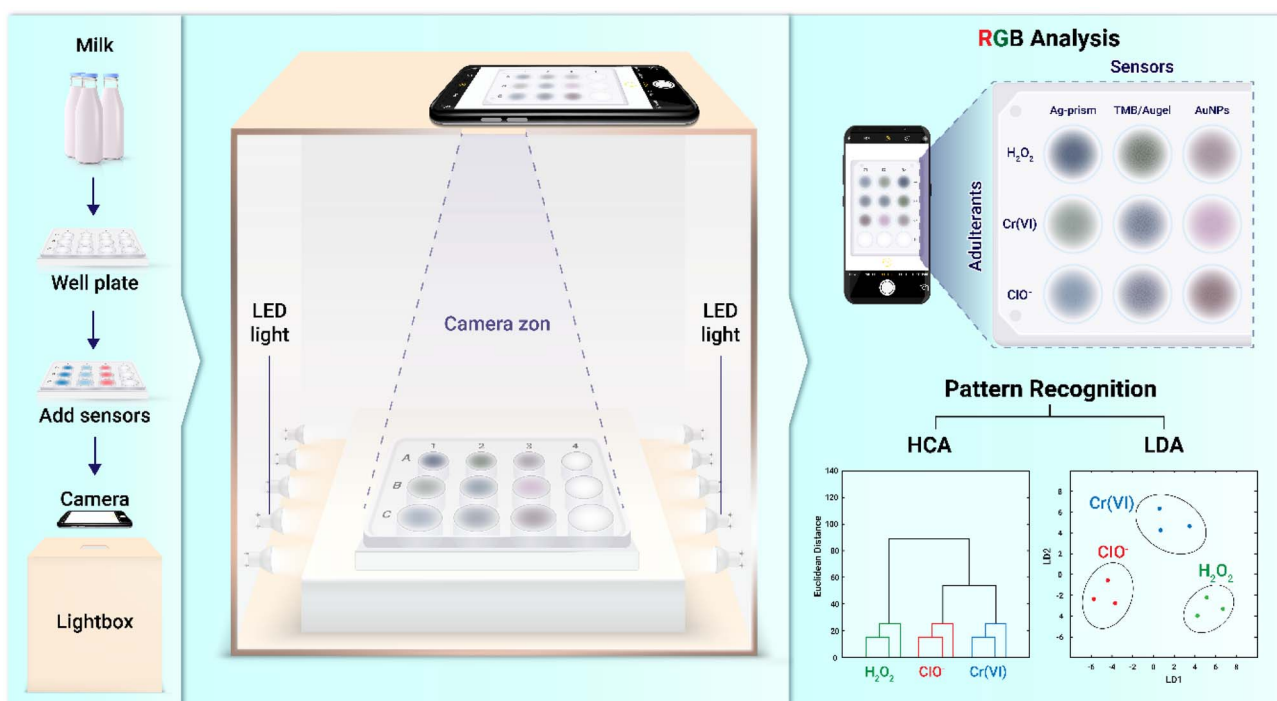 Milk
Well plate
Add sensors
Camera
Lightbox
LED
light
Camera zon
LED
light
1 2 3 4
A
B
C
RGB Analysis
Sensors
Ag-prism TMB/Augel AuNPs
Adulterants
H₂O₂
Cr(VI)
ClO⁻
Pattern Recognition
HCA
Euclidean Distance
140
120
100
80
60
40
20
0
H₂O₂ ClO⁻ Cr(VI)
LDA
LD2
8
6
4
2
0
-2
-4
-6
Cr(VI)
ClO⁻
H₂O₂
-6 -4 -2 0 2 4 6 8
LD1